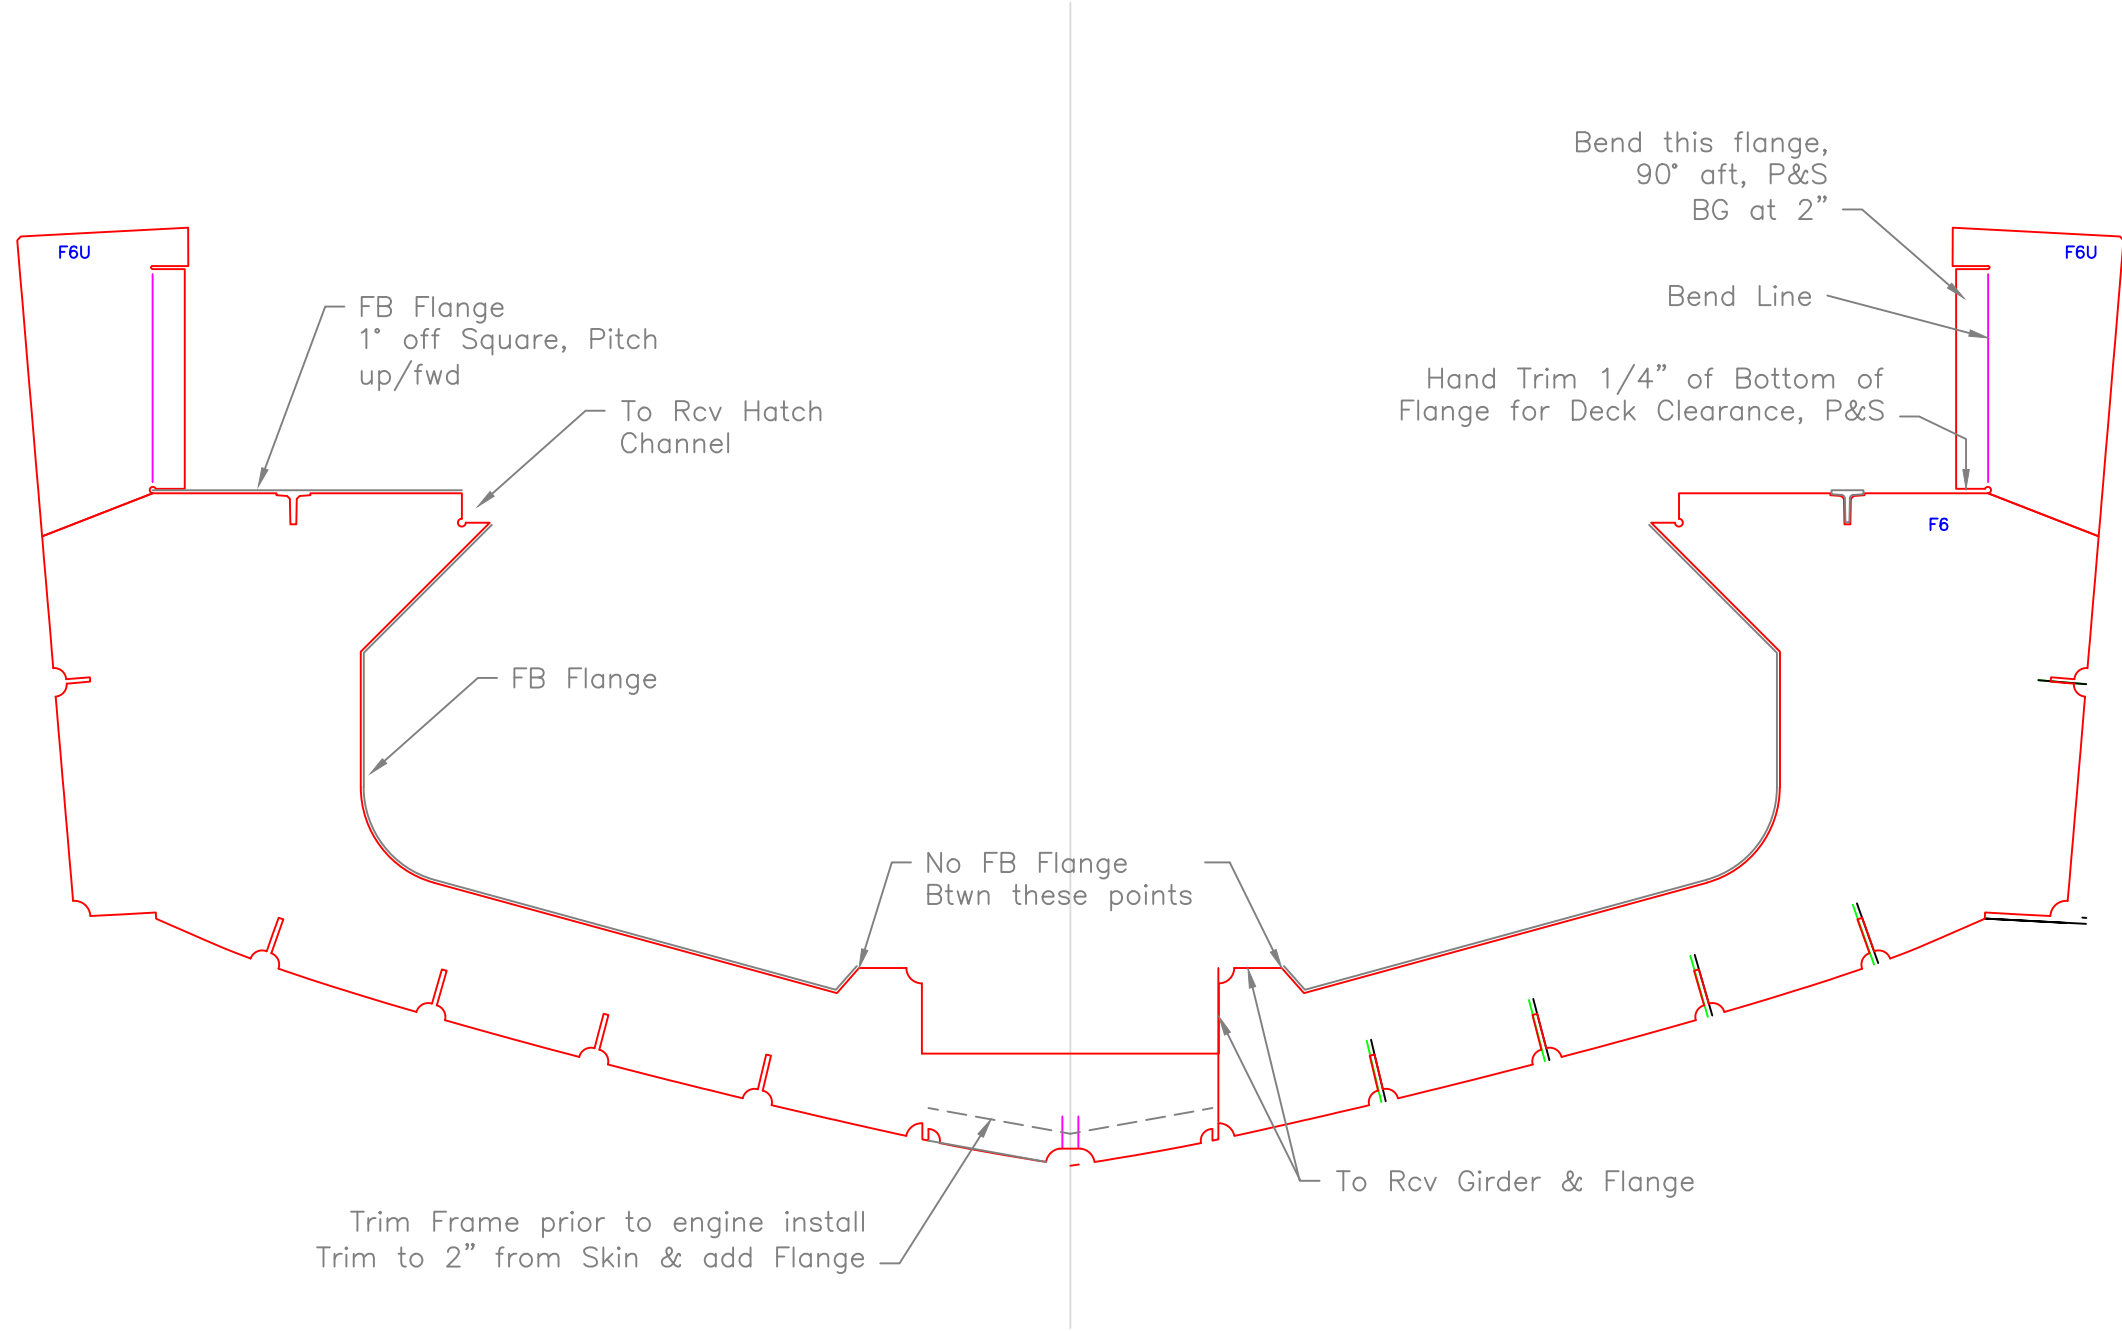 Bend this flange,
90° aft, P&S
BG at 2”
F6U
F6U
FB Flange
1° off Square, Pitch
up/fwd
Bend Line
Hand Trim 1/4” of Bottom of
Flange for Deck Clearance, P&S
To Rcv Hatch
Channel
F6
FB Flange
No FB Flange
Btwn these points
To Rcv Girder & Flange
Trim Frame prior to engine install
Trim to 2” from Skin & add Flange